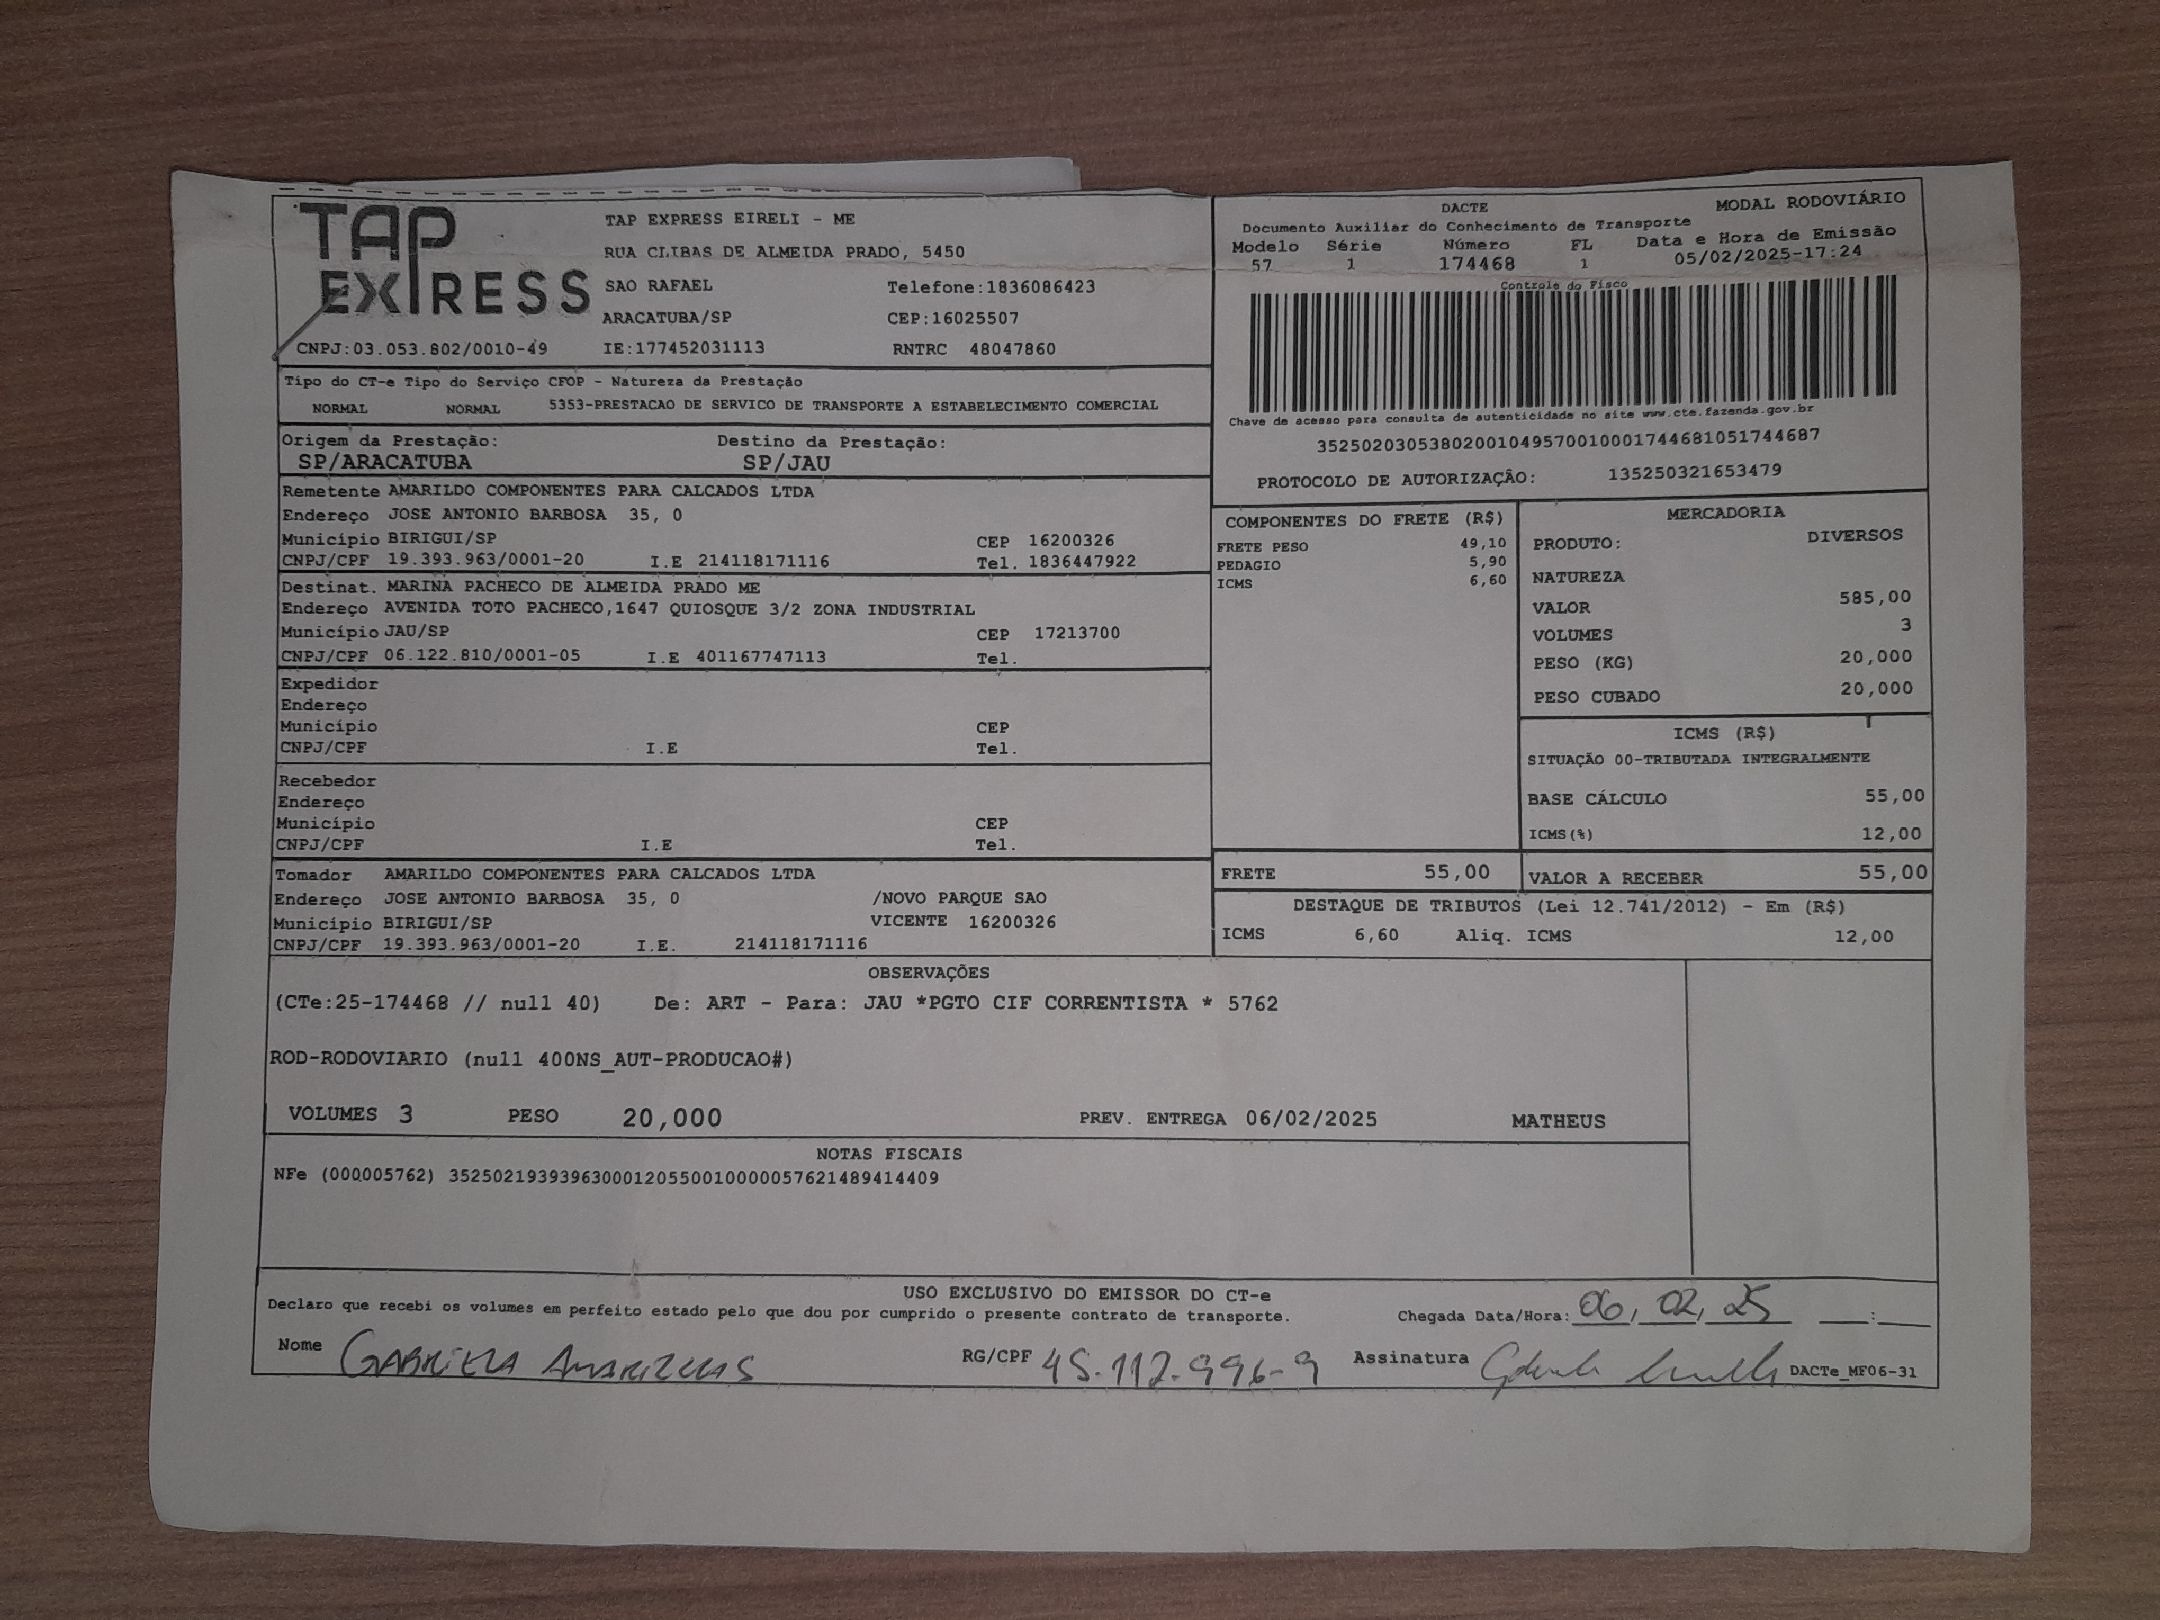 TAP
EXPRESS
TAP EXPRESS EIRELI - ME
RUA CLIBAS DE ALMEIDA PRADO, 5450
SAO RAFAEL Telefone:1836086423
ARACATUBA/SP CEP:16025507
CNPJ:03.053.802/0010-49 IE:177452031113 RNTRC 48047860
DACTE MODAL RODOVIÁRIO
Documento Auxiliar do Conhecimento de Transporte
Modelo Série Número FL Data e Hora de Emissão
57 1 174468 1 05/02/2025-17:24
Controle do Fisco
Chave de acesso para consulta de autenticidade no site www.cte.fazenda.gov.br
35250203053802001049570010001744681051744687
PROTOCOLO DE AUTORIZAÇÃO: 135250321653479
Tipo do CT-e Tipo do Serviço CFOP - Natureza da Prestação
NORMAL NORMAL 5353-PRESTACAO DE SERVICO DE TRANSPORTE A ESTABELECIMENTO COMERCIAL
Origem da Prestação: Destino da Prestação:
SP/ARACATUBA SP/JAU
Remetente AMARILDO COMPONENTES PARA CALCADOS LTDA
Endereço JOSE ANTONIO BARBOSA 35, 0
Município BIRIGUI/SP CEP 16200326
CNPJ/CPF 19.393.963/0001-20 I.E 214118171116 Tel. 1836447922
Destinat. MARINA PACHECO DE ALMEIDA PRADO ME
Endereço AVENIDA TOTO PACHECO,1647 QUIOSQUE 3/2 ZONA INDUSTRIAL
Município JAU/SP CEP 17213700
CNPJ/CPF 06.122.810/0001-05 I.E 401167747113 Tel.
Expedidor
Endereço
Município CEP
CNPJ/CPF I.E Tel.
Recebedor
Endereço
Município CEP
CNPJ/CPF I.E Tel.
Tomador AMARILDO COMPONENTES PARA CALCADOS LTDA
Endereço JOSE ANTONIO BARBOSA 35, 0 /NOVO PARQUE SAO
Município BIRIGUI/SP VICENTE 16200326
CNPJ/CPF 19.393.963/0001-20 I.E. 214118171116
COMPONENTES DO FRETE (R$)
FRETE PESO 49,10
PEDAGIO 5,90
ICMS 6,60
MERCADORIA
PRODUTO: DIVERSOS
NATUREZA
VALOR 585,00
VOLUMES 3
PESO (KG) 20,000
PESO CUBADO 20,000
ICMS (R$)
SITUAÇÃO 00-TRIBUTADA INTEGRALMENTE
BASE CÁLCULO 55,00
ICMS(%) 12,00
FRETE 55,00 VALOR A RECEBER 55,00
DESTAQUE DE TRIBUTOS (Lei 12.741/2012) - Em (R$)
ICMS 6,60 Aliq. ICMS 12,00
OBSERVAÇÕES
(CTe:25-174468 // null 40) De: ART - Para: JAU *PGTO CIF CORRENTISTA * 5762
ROD-RODOVIARIO (null 400NS_AUT-PRODUCAO#)
VOLUMES 3 PESO 20,000 PREV. ENTREGA 06/02/2025 MATHEUS
NOTAS FISCAIS
NFe (000005762) 35250219393963000120550010000057621489414409
USO EXCLUSIVO DO EMISSOR DO CT-e
Declaro que recebi os volumes em perfeito estado pelo que dou por cumprido o presente contrato de transporte. Chegada Data/Hora: 06/02/25 __:__
Nome GABRIELA RG/CPF 45.112.996-9 Assinatura DACTe_MF06-31